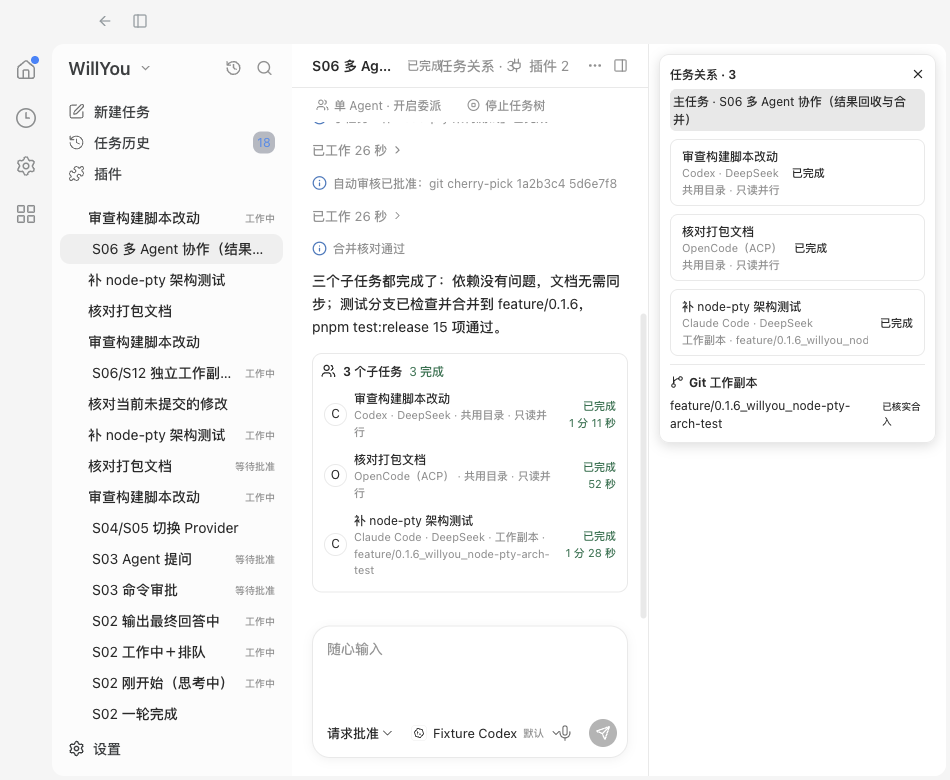 WillYou
新建任务
任务历史
18
插件
审查构建脚本改动
工作中
S06 多 Agent 协作（结果...
补 node-pty 架构测试
核对打包文档
审查构建脚本改动
S06/S12 独立工作副...
工作中
核对当前未提交的修改
补 node-pty 架构测试
工作中
核对打包文档
等待批准
审查构建脚本改动
工作中
S04/S05 切换 Provider
S03 Agent 提问
等待批准
S03 命令审批
等待批准
S02 输出最终回答中
工作中
S02 工作中＋排队
工作中
S02 刚开始（思考中）
工作中
S02 一轮完成
设置
S06 多 Ag...
已完成
任务关系 · 3
插件 2
单 Agent · 开启委派
停止任务树
已工作 26 秒
自动审核已批准：git cherry-pick 1a2b3c4 5d6e7f8
已工作 26 秒
合并核对通过
三个子任务都完成了：依赖没有问题，文档无需同
步；测试分支已检查并合并到 feature/0.1.6，
pnpm test:release 15 项通过。
3 个子任务 3 完成
C
审查构建脚本改动
Codex · DeepSeek · 共用目录 · 只读并
行
已完成
1 分 11 秒
O
核对打包文档
OpenCode（ACP） · 共用目录 · 只读并
行
已完成
52 秒
C
补 node-pty 架构测试
Claude Code · DeepSeek · 工作副本 ·
feature/0.1.6_willyou_node-pty-arch-
test
已完成
1 分 28 秒
随心输入
请求批准
Fixture Codex 默认
任务关系 · 3
主任务 · S06 多 Agent 协作（结果回收与合
并）
审查构建脚本改动
Codex · DeepSeek 已完成
共用目录 · 只读并行
核对打包文档
OpenCode（ACP） 已完成
共用目录 · 只读并行
补 node-pty 架构测试
Claude Code · DeepSeek
已完成
工作副本 · feature/0.1.6_willyou_nod
Git 工作副本
feature/0.1.6_willyou_node-pty-
arch-test
已核实合
入